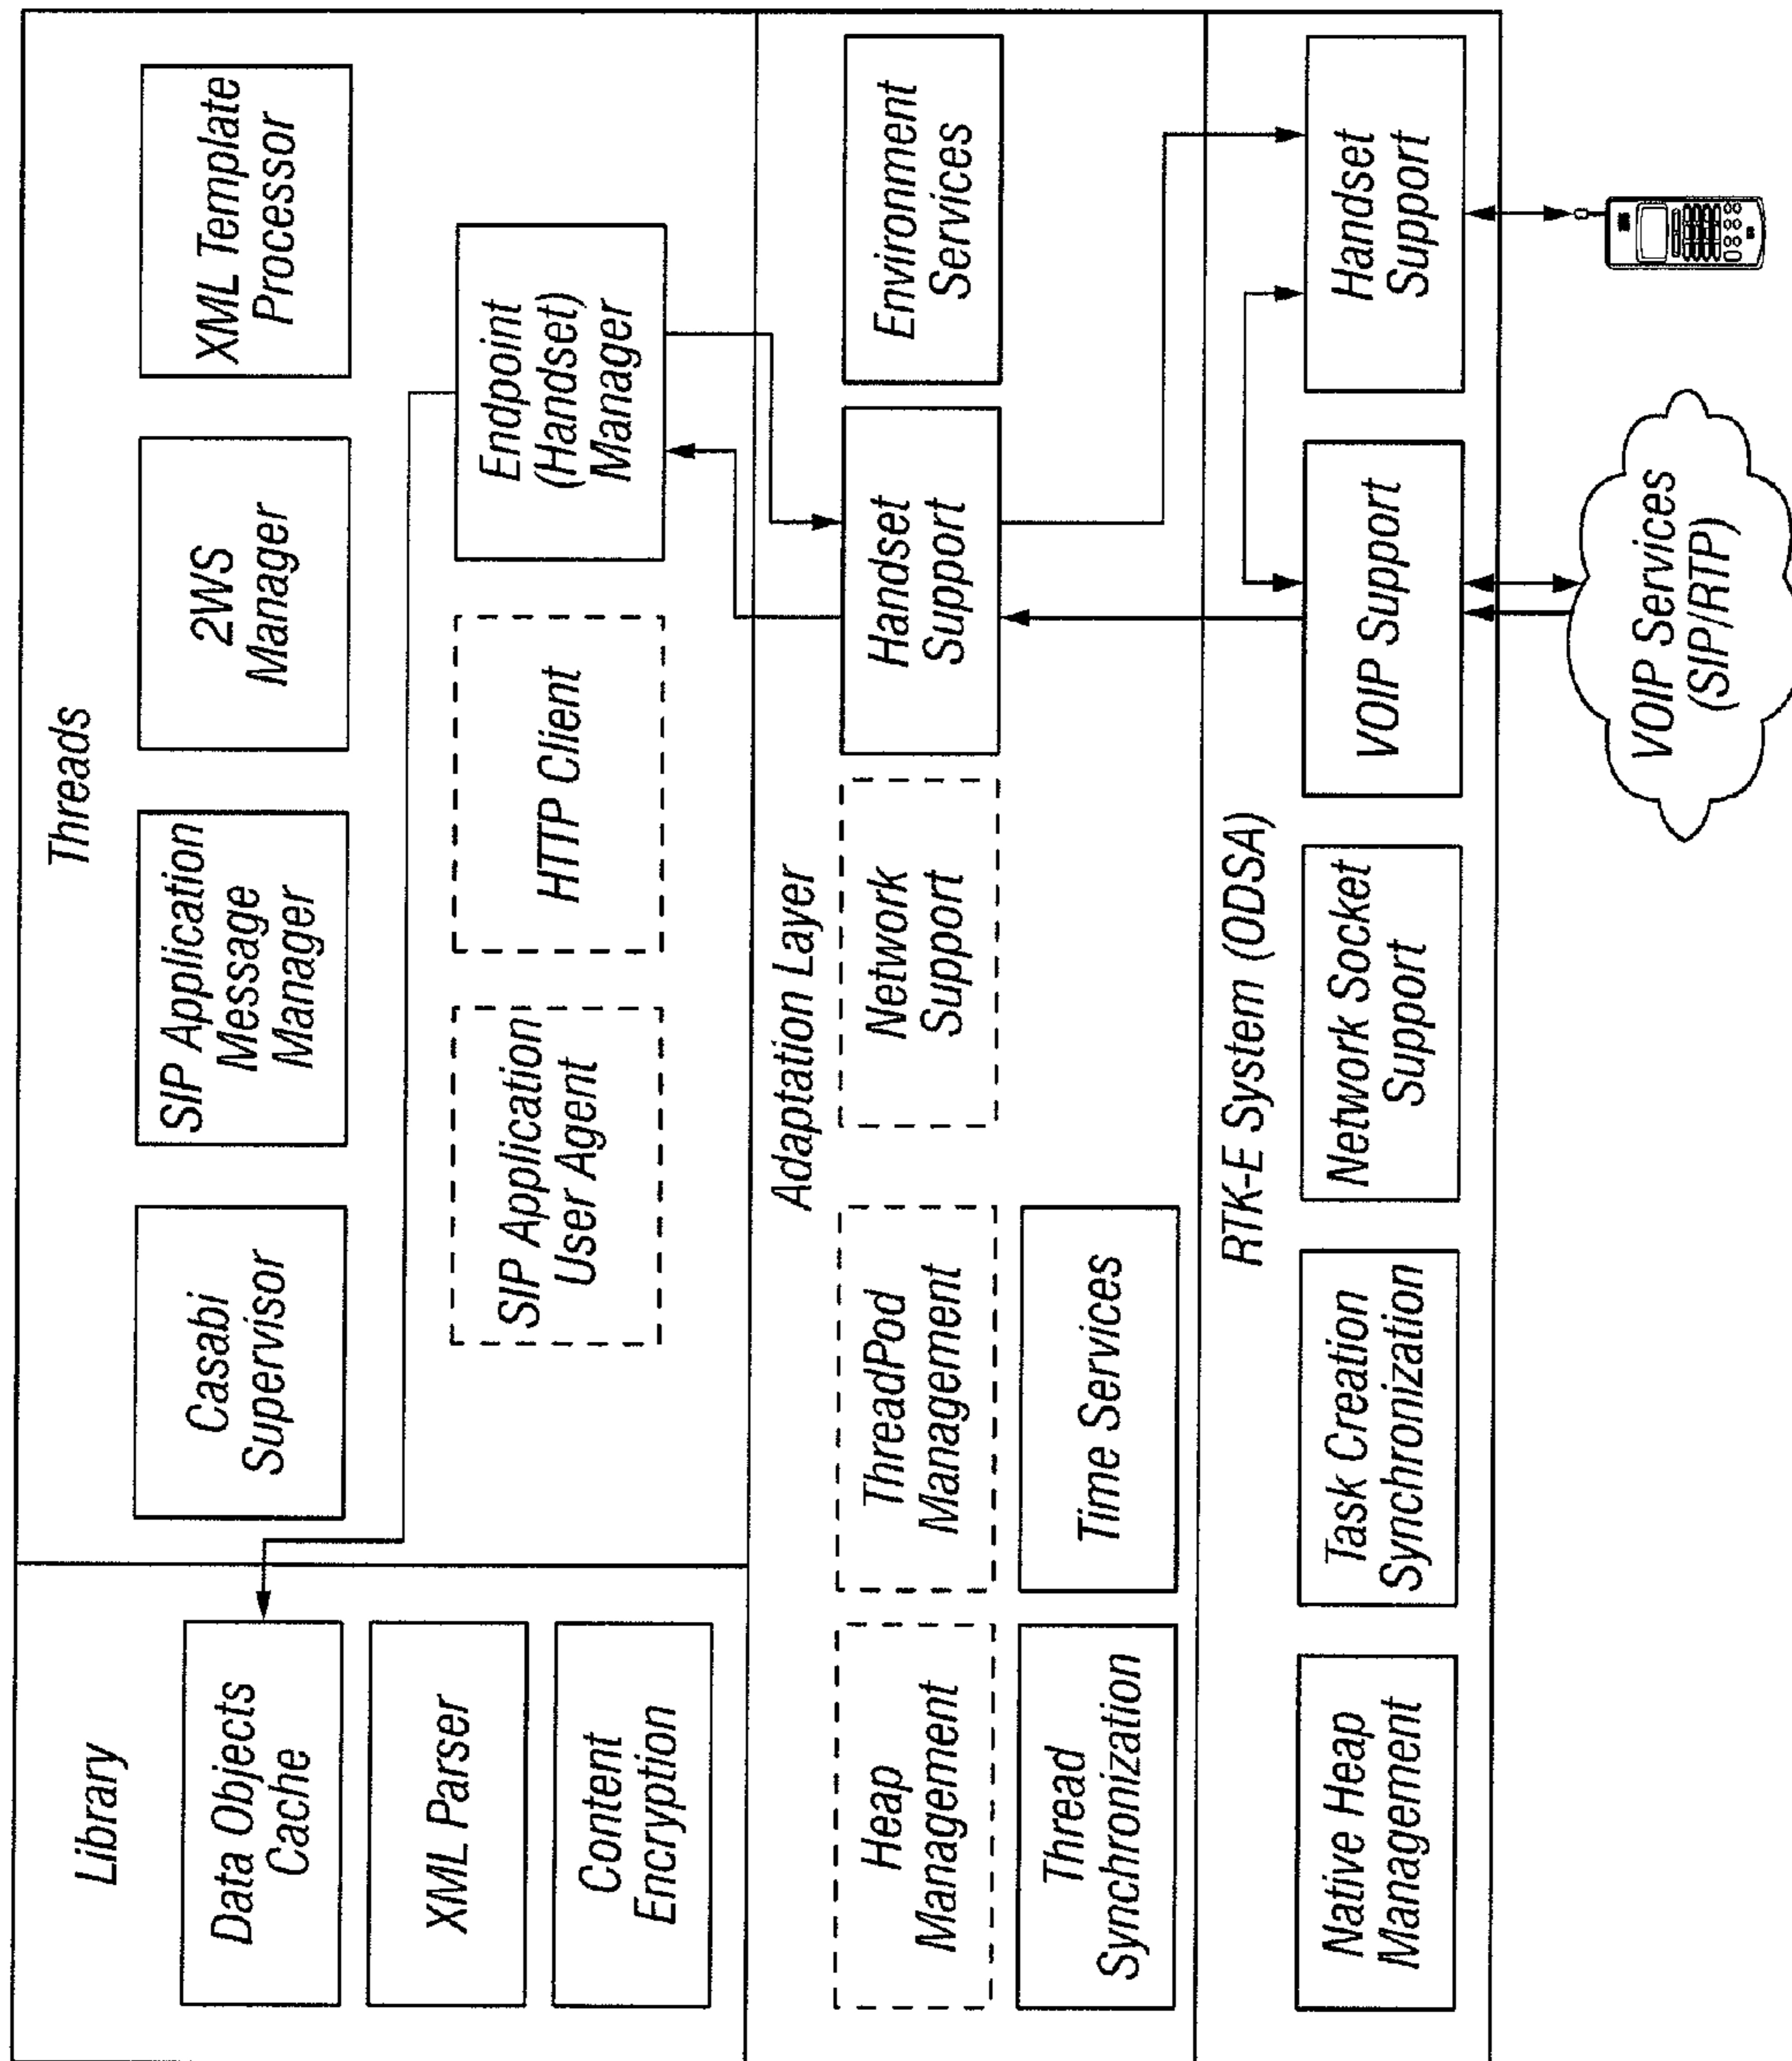 Library
Data Objects
Cache
XML Parser
Content
Encryption
Threads
Casabi
Supervisor
SIP Application
Message
Manager
2WS
Manager
XML Template
Processor
SIP Application
User Agent
HTTP Client
Endpoint
(Handset)
Manager
Adaptation Layer
Heap
Management
ThreadPod
Management
Network
Support
Handset
Support
Environment
Services
Thread
Synchronization
Time Services
RTK-E System (ODSA)
Native Heap
Management
Task Creation
Synchronization
Network Socket
Support
VOIP Support
Handset
Support
VOIP Services
(SIP/RTP)